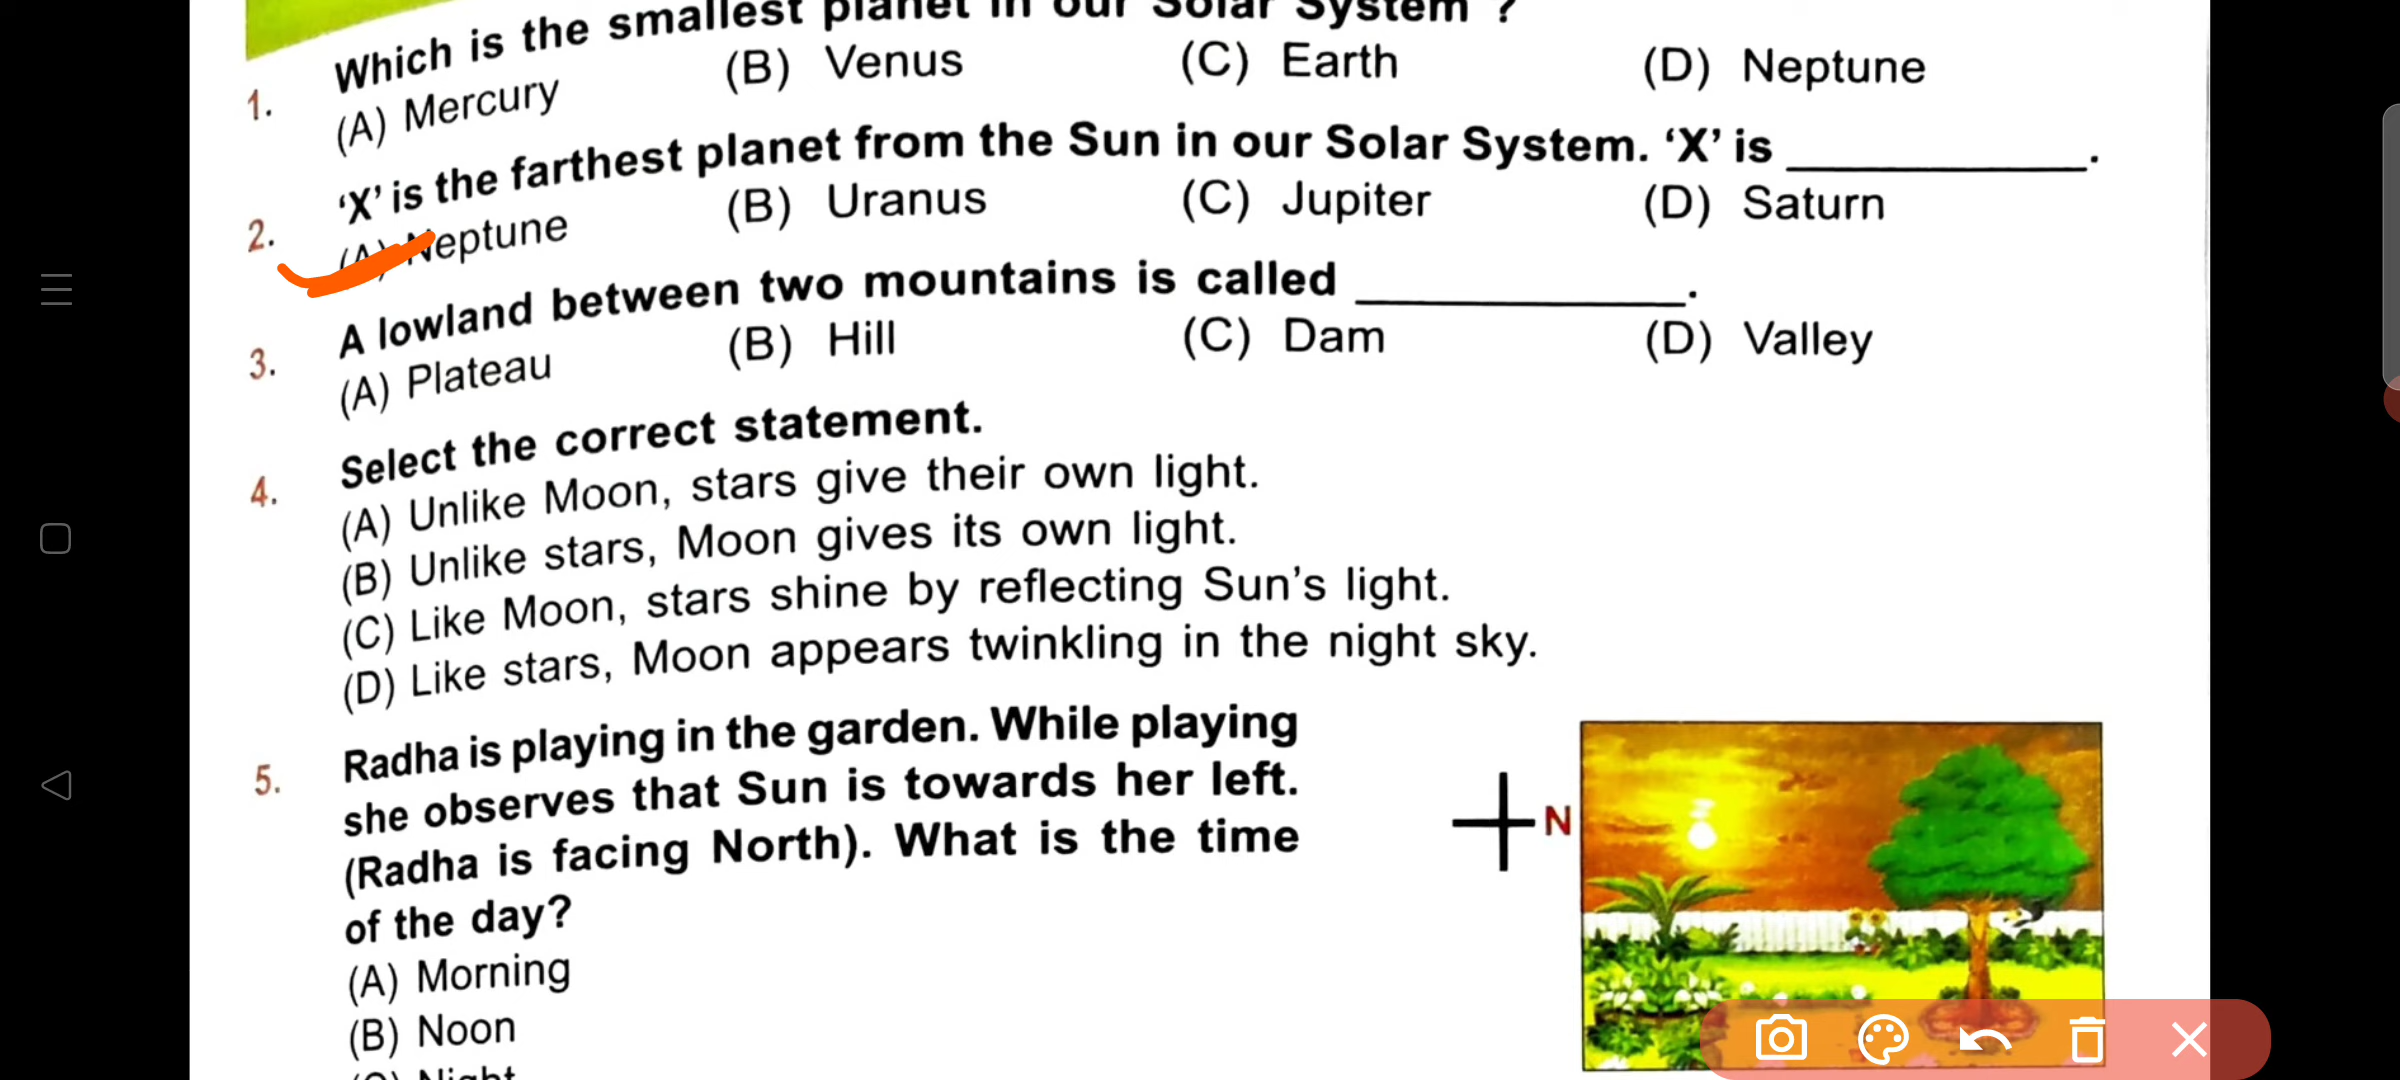 Which is the smallest planet in our Solar System ?
1.
(A) Mercury (B) Venus (C) Earth (D) Neptune
'X' is the farthest planet from the Sun in our Solar System. 'X' is ____________.
2.
(A) Neptune (B) Uranus (C) Jupiter (D) Saturn
A lowland between two mountains is called ____________.
3.
(A) Plateau (B) Hill (C) Dam (D) Valley
Select the correct statement.
4.
(A) Unlike Moon, stars give their own light.
(B) Unlike stars, Moon gives its own light.
(C) Like Moon, stars shine by reflecting Sun's light.
(D) Like stars, Moon appears twinkling in the night sky.
5. Radha is playing in the garden. While playing
she observes that Sun is towards her left.
(Radha is facing North). What is the time
of the day?
N
(A) Morning
(B) Noon
(C) Night